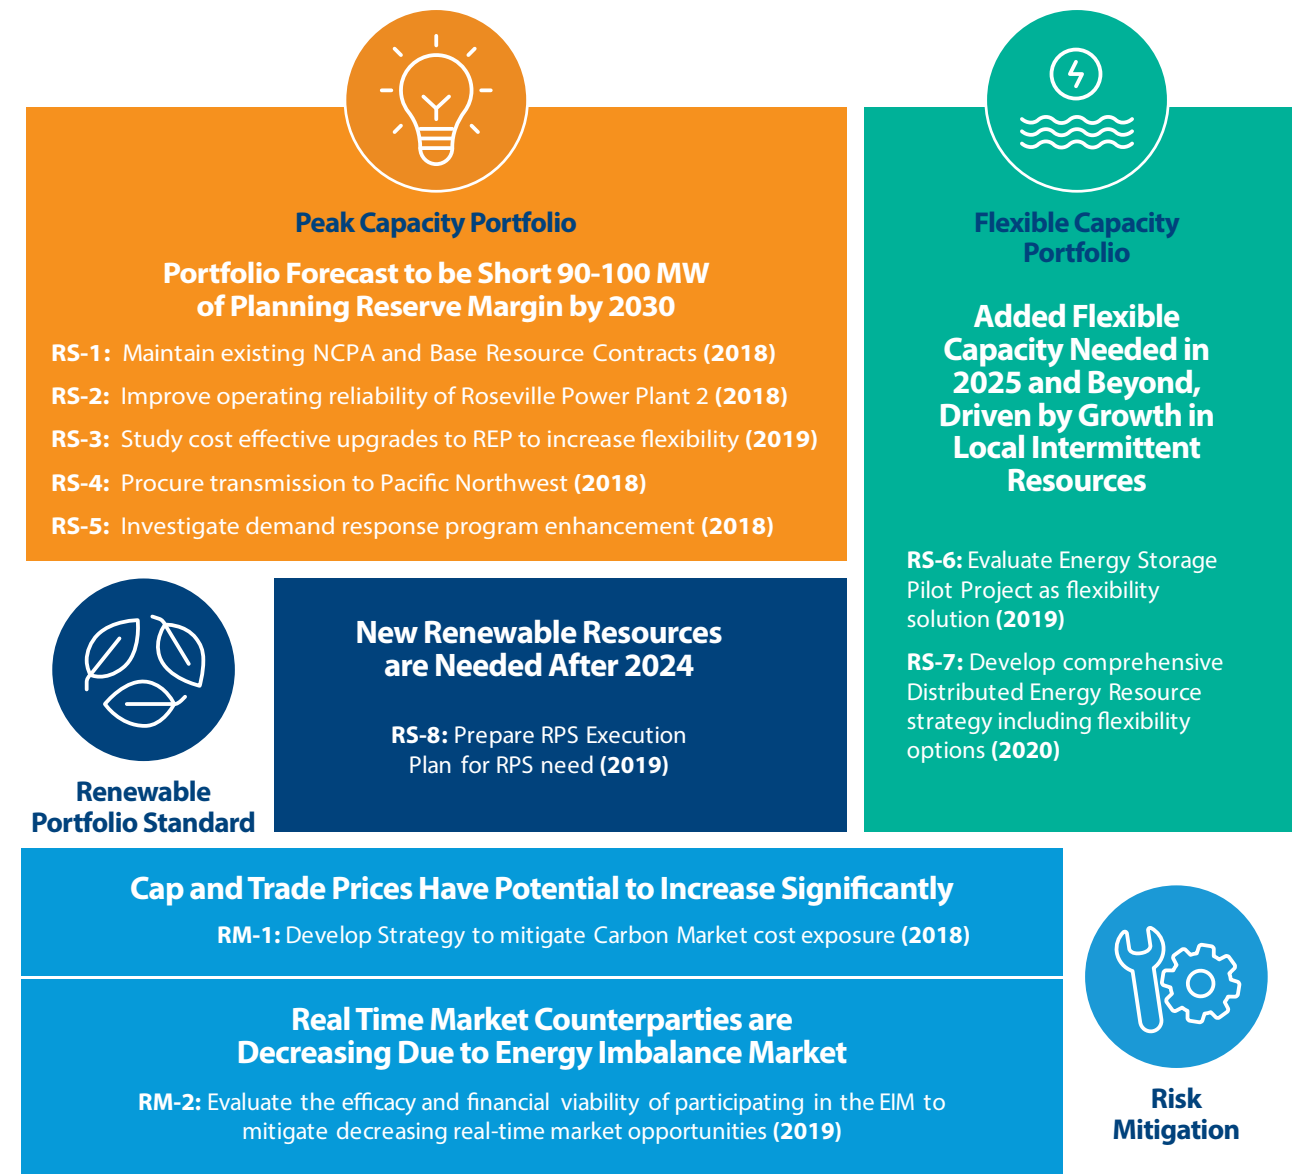 Peak Capacity Portfolio
Portfolio Forecast to be Short 90-100 MW
of Planning Reserve Margin by 2030
RS-1: Maintain existing NCPA and Base Resource Contracts (2018)
RS-2: Improve operating reliability of Roseville Power Plant 2 (2018)
RS-3: Study cost effective upgrades to REP to increase flexibility (2019)
RS-4: Procure transmission to Pacific Northwest (2018)
RS-5: Investigate demand response program enhancement (2018)
Flexible Capacity
Portfolio
Added Flexible
Capacity Needed in
2025 and Beyond,
Driven by Growth in
Local Intermittent
Resources
RS-6: Evaluate Energy Storage
Pilot Project as flexibility
solution (2019)
RS-7: Develop comprehensive
Distributed Energy Resource
strategy including flexibility
options (2020)
Renewable
Portfolio Standard
New Renewable Resources
are Needed After 2024
RS-8: Prepare RPS Execution
Plan for RPS need (2019)
Cap and Trade Prices Have Potential to Increase Significantly
RM-1: Develop Strategy to mitigate Carbon Market cost exposure (2018)
Real Time Market Counterparties are
Decreasing Due to Energy Imbalance Market
RM-2: Evaluate the efficacy and financial viability of participating in the EIM to
mitigate decreasing real-time market opportunities (2019)
Risk
Mitigation